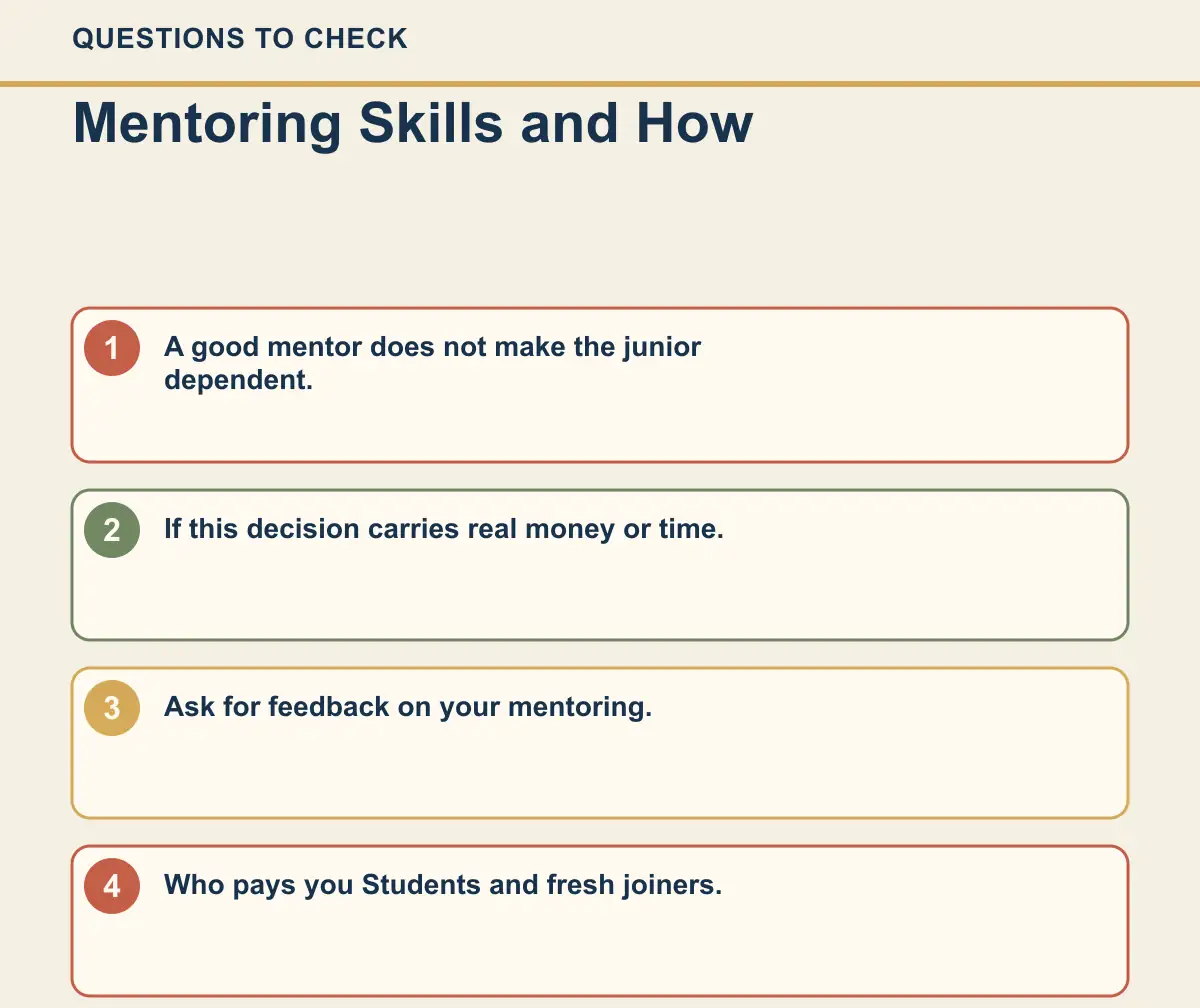 QUESTIONS TO CHECK
Mentoring Skills and How
1
A good mentor does not make the junior
dependent.
2
If this decision carries real money or time.
3
Ask for feedback on your mentoring.
4
Who pays you Students and fresh joiners.